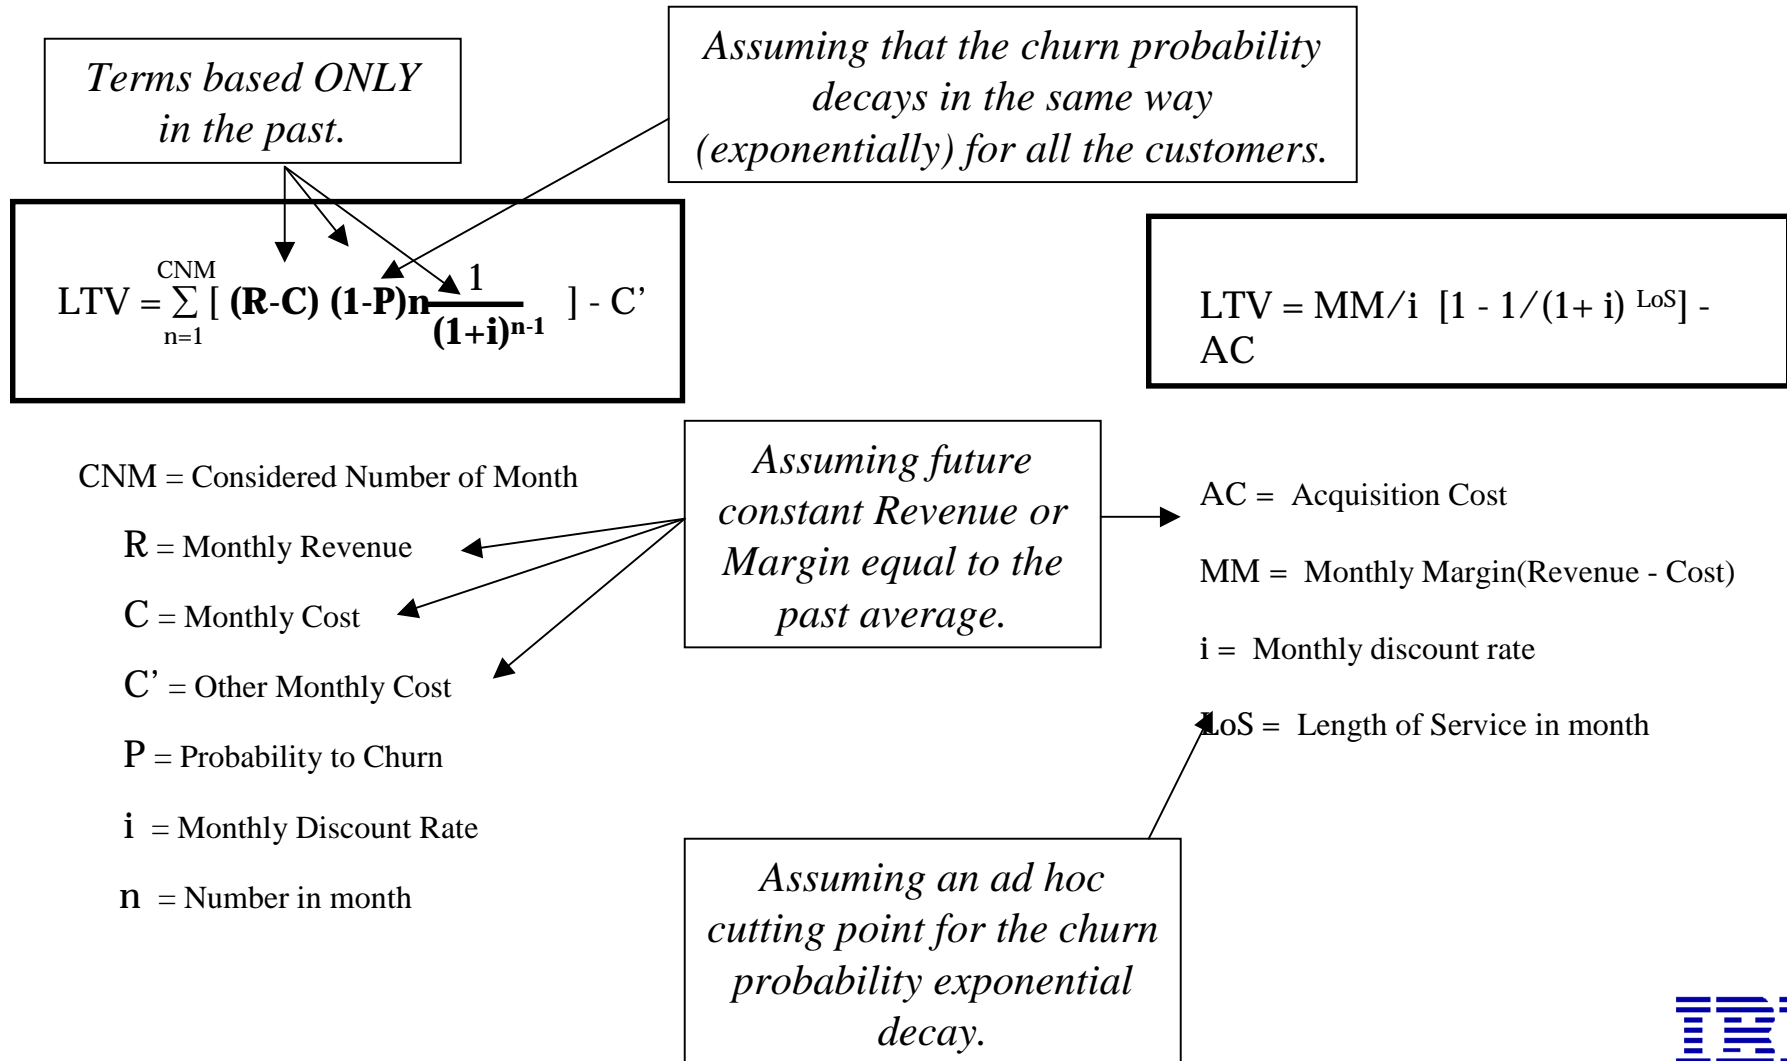 Terms based ONLY
in the past.
Assuming that the churn probability
decays in the same way
(exponentially) for all the customers.
LTV = CNM Σ n=1 [ (R-C) (1-P)n 1 / (1+i)n-1 ] - C’
LTV = MM/i [1 - 1/(1+ i) LoS] -
AC
CNM = Considered Number of Month
R = Monthly Revenue
C = Monthly Cost
C’ = Other Monthly Cost
P = Probability to Churn
i = Monthly Discount Rate
n = Number in month
Assuming future
constant Revenue or
Margin equal to the
past average.
AC = Acquisition Cost
MM = Monthly Margin(Revenue - Cost)
i = Monthly discount rate
LoS = Length of Service in month
Assuming an ad hoc
cutting point for the churn
probability exponential
decay.